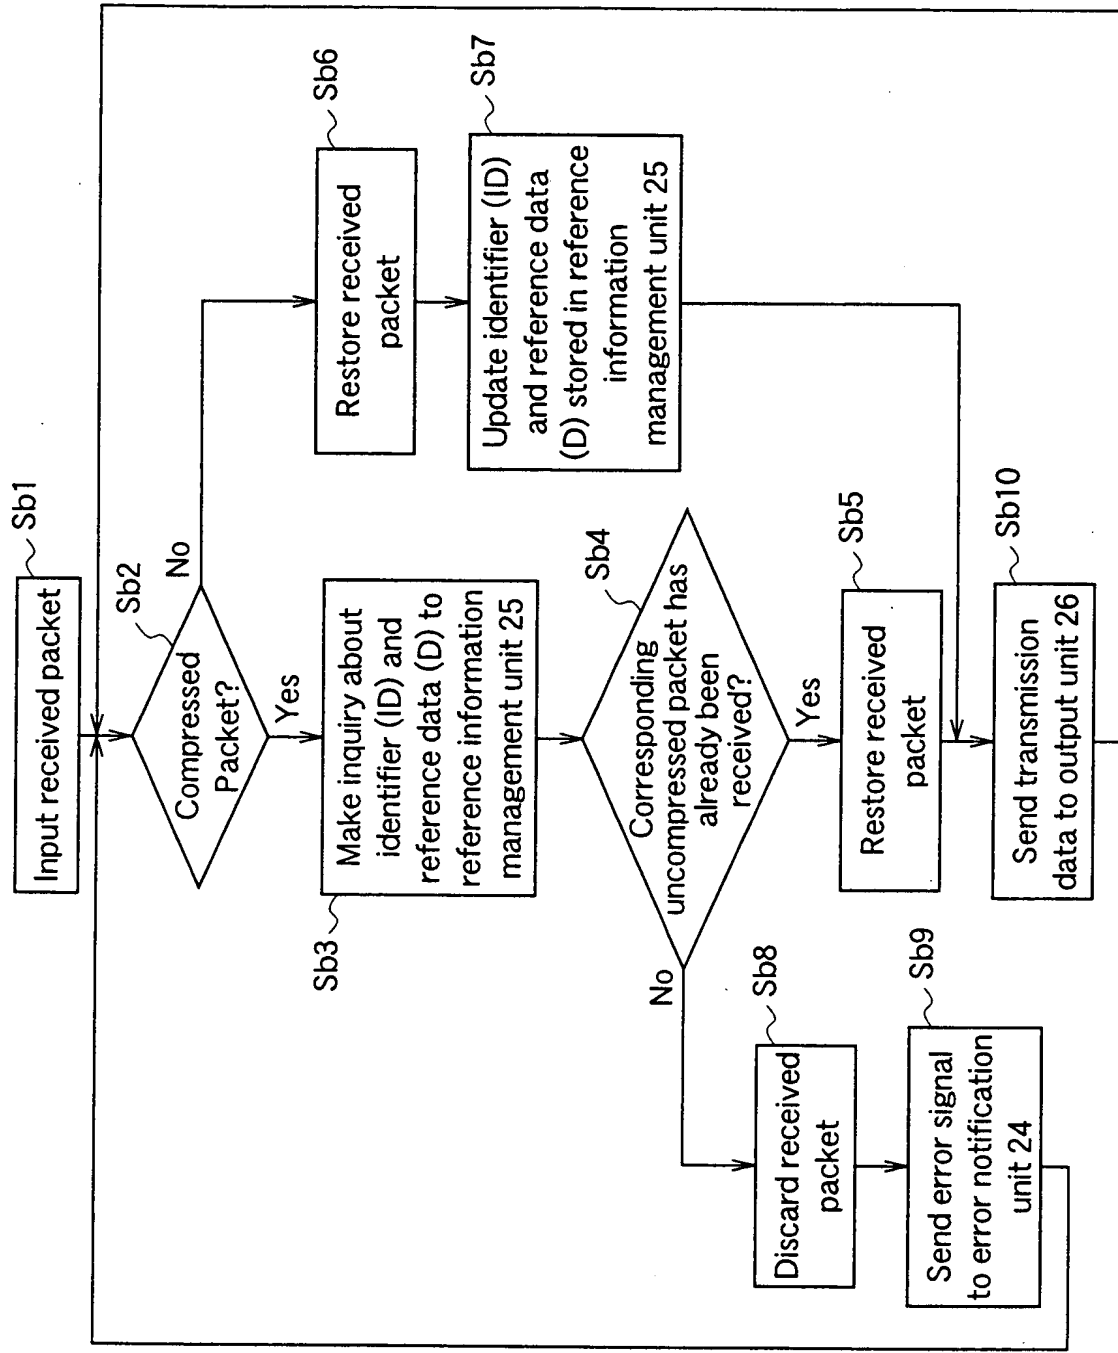 Input received packet
Sb1
Compressed
Packet?
Sb2
No
Yes
Make inquiry about
identifier (ID) and
reference data (D) to
reference information
management unit 25
Sb3
Corresponding
uncompressed packet has
already been
received?
Sb4
No
Yes
Restore received
packet
Sb5
Restore received
packet
Sb6
Update identifier (ID)
and reference data
(D) stored in reference
information
management unit 25
Sb7
Discard received
packet
Sb8
Send error signal
to error notification
unit 24
Sb9
Send transmission
data to output unit 26
Sb10